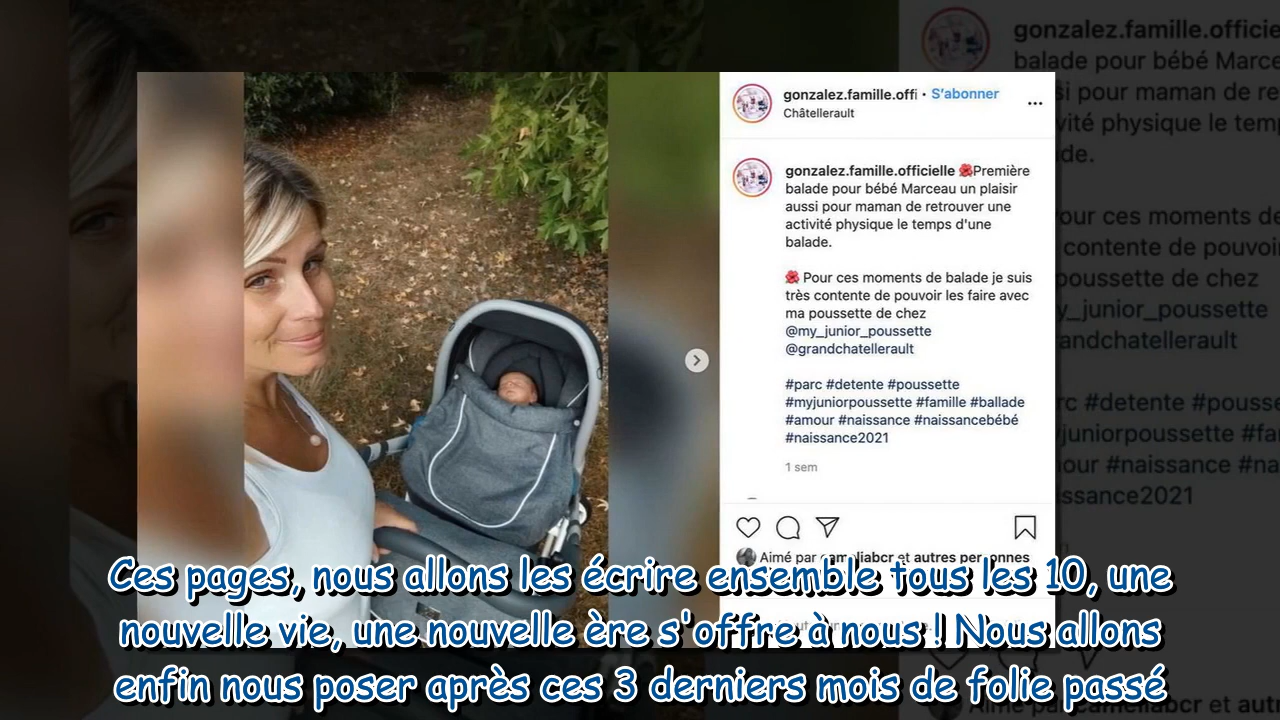 gonzalez.famille.offi • S'abonner
Châtellerault
gonzalez.famille.officielle 🌺Première
balade pour bébé Marceau un plaisir
aussi pour maman de retrouver une
activité physique le temps d'une
balade.
🌺 Pour ces moments de balade je suis
très contente de pouvoir les faire avec
ma poussette de chez
@my_junior_poussette
@grandchatellerault
#parc #detente #poussette
#myjuniorpoussette #famille #ballade
#amour #naissance #naissancebébé
#naissance2021
1 sem
Aimé par cameliabcr et autres personnes
Ces pages, nous allons les écrire ensemble tous les 10, une
nouvelle vie, une nouvelle ère s'offre à nous ! Nous allons
enfin nous poser après ces 3 derniers mois de folie passé